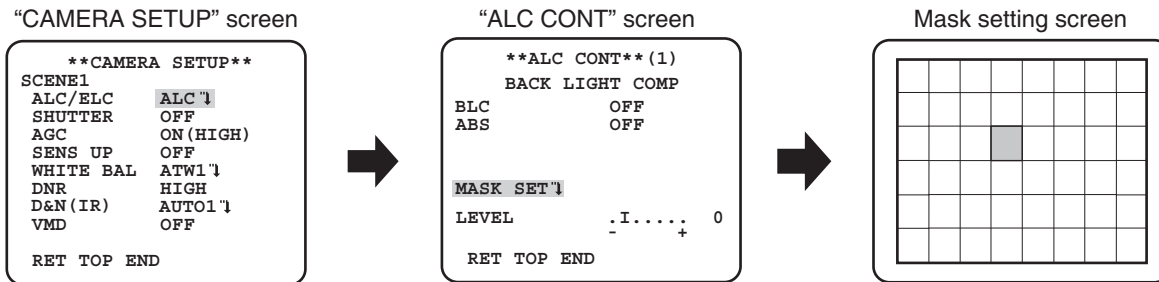 “CAMERA SETUP” screen
**CAMERA SETUP**
SCENE1
ALC/ELC ALC
SHUTTER OFF
AGC ON(HIGH)
SENS UP OFF
WHITE BAL ATW1
DNR HIGH
D&N(IR) AUTO1
VMD OFF
RET TOP END
“ALC CONT” screen
**ALC CONT**(1)
BACK LIGHT COMP
BLC OFF
ABS OFF
MASK SET
LEVEL .I..... 0
- +
RET TOP END
Mask setting screen